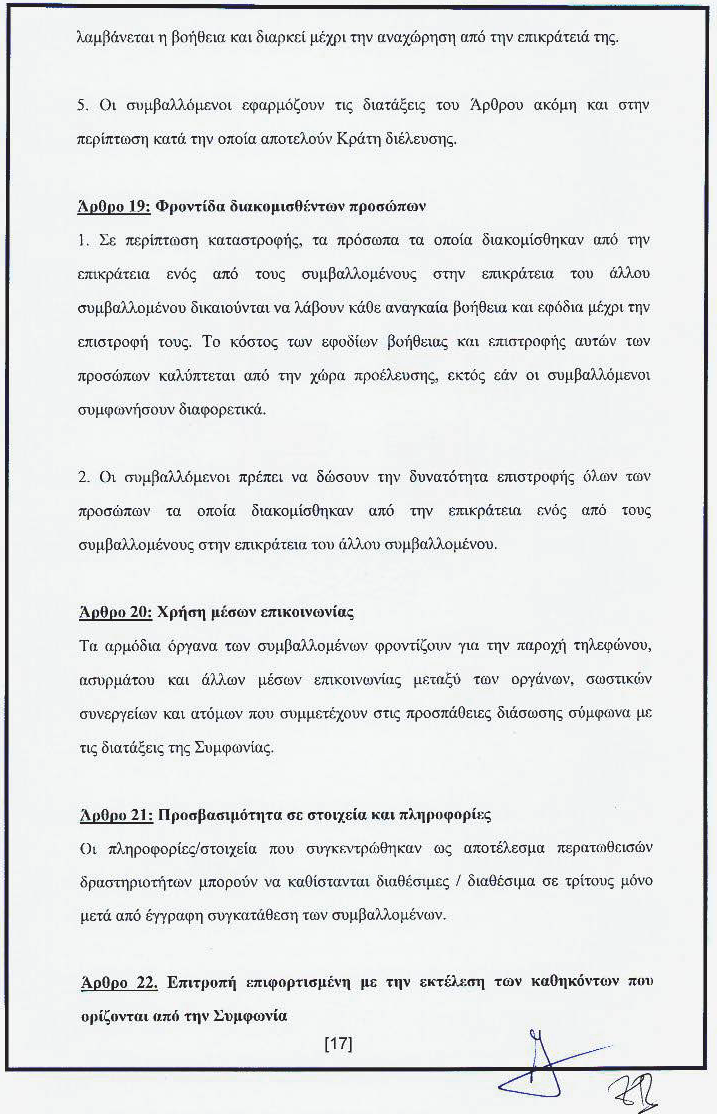 λαμβάνεται η βοήθεια και διαρκεί μέχρι την αναχώρηση από την επικράτειά της.
5. Οι συμβαλλόμενοι εφαρμόζουν τις διατάξεις του Άρθρου ακόμη και στην
περίπτωση κατά την οποία αποτελούν Κράτη διέλευσης.
Άρθρο 19: Φροντίδα διακομισθέντων προσώπων
1. Σε περίπτωση καταστροφής, τα πρόσωπα τα οποία διακομίσθηκαν από την
επικράτεια ενός από τους συμβαλλομένους στην επικράτεια του άλλου
συμβαλλομένου δικαιούνται να λάβουν κάθε αναγκαία βοήθεια και εφόδια μέχρι την
επιστροφή τους. Το κόστος των εφοδίων βοήθειας και επιστροφής αυτών των
προσώπων καλύπτεται από την χώρα προέλευσης, εκτός εάν οι συμβαλλόμενοι
συμφωνήσουν διαφορετικά.
2. Οι συμβαλλόμενοι πρέπει να δώσουν την δυνατότητα επιστροφής όλων των
προσώπων τα οποία διακομίσθηκαν από την επικράτεια ενός από τους
συμβαλλομένους στην επικράτεια του άλλου συμβαλλομένου.
Άρθρο 20: Χρήση μέσων επικοινωνίας
Τα αρμόδια όργανα των συμβαλλομένων φροντίζουν για την παροχή τηλεφώνου,
ασυρμάτου και άλλων μέσων επικοινωνίας μεταξύ των οργάνων, σωστικών
συνεργείων και ατόμων που συμμετέχουν στις προσπάθειες διάσωσης σύμφωνα με
τις διατάξεις της Συμφωνίας.
Άρθρο 21: Προσβασιμότητα σε στοιχεία και πληροφορίες
Οι πληροφορίες/στοιχεία που συγκεντρώθηκαν ως αποτέλεσμα περατωθεισών
δραστηριοτήτων μπορούν να καθίστανται διαθέσιμες / διαθέσιμα σε τρίτους μόνο
μετά από έγγραφη συγκατάθεση των συμβαλλομένων.
Άρθρο 22. Επιτροπή επιφορτισμένη με την εκτέλεση των καθηκόντων που
ορίζονται από την Συμφωνία
[17]